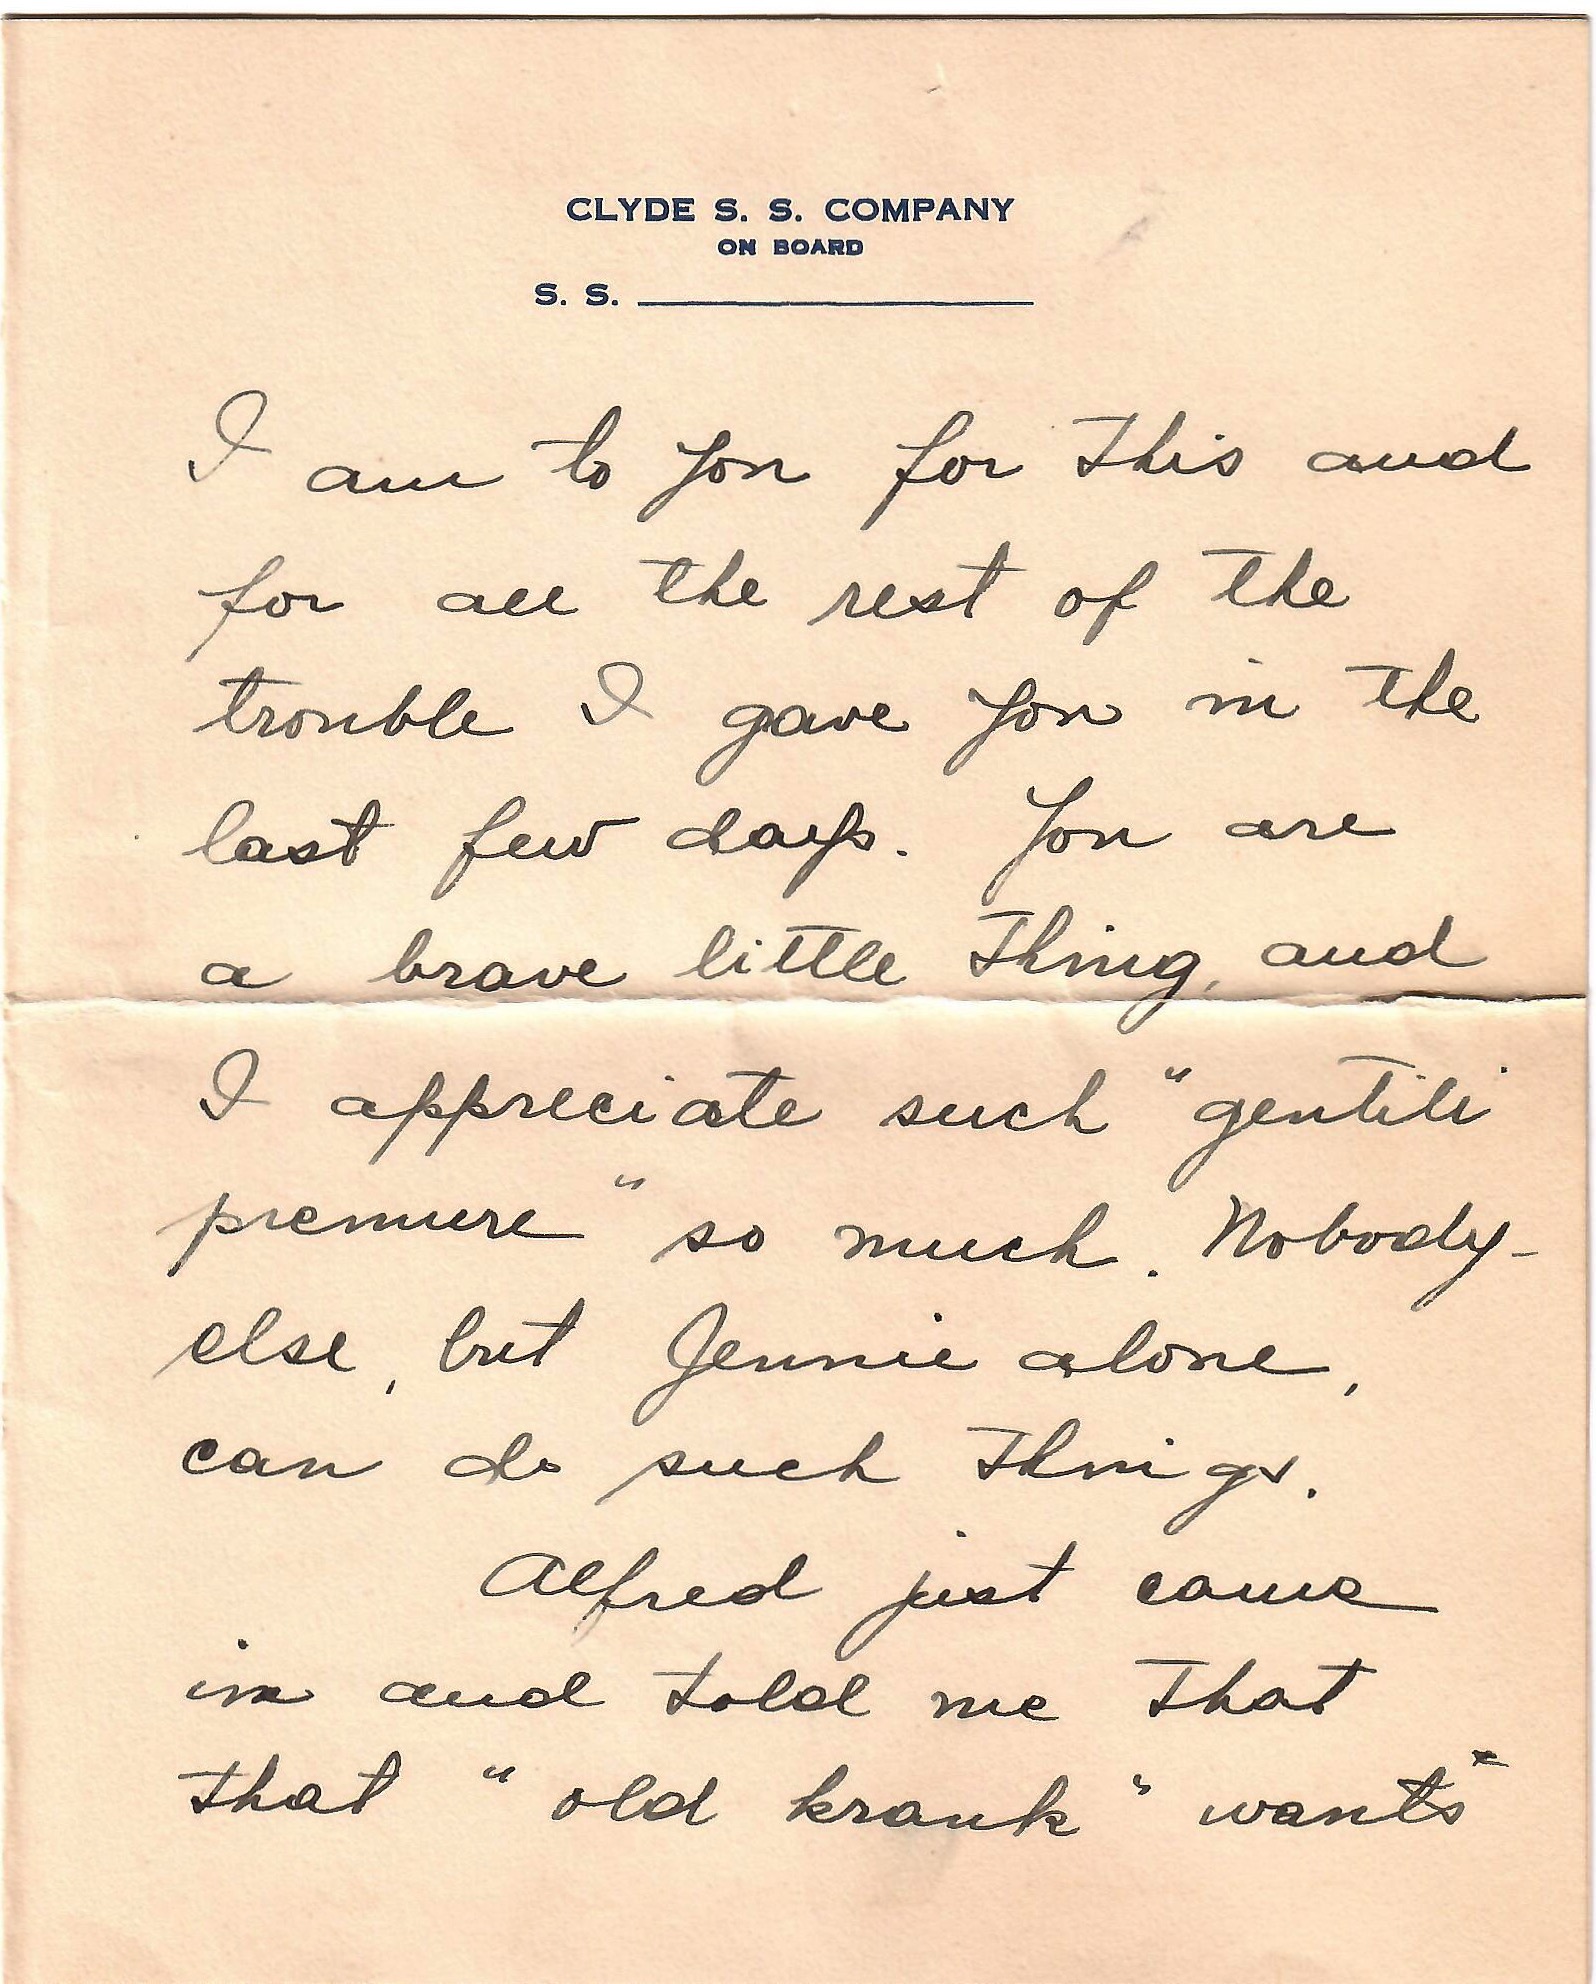 CLYDE S. S. COMPANY
ON BOARD
S. S.
I am to you for this and
for all the rest of the
trouble I gave you in the
last few days. You are
a brave little thing, and
I appreciate such "gentili
premure" so much. Nobody-
else, but Jennie alone,
can do such things.
Alfred just came
in and told me that
that "old krank" wants